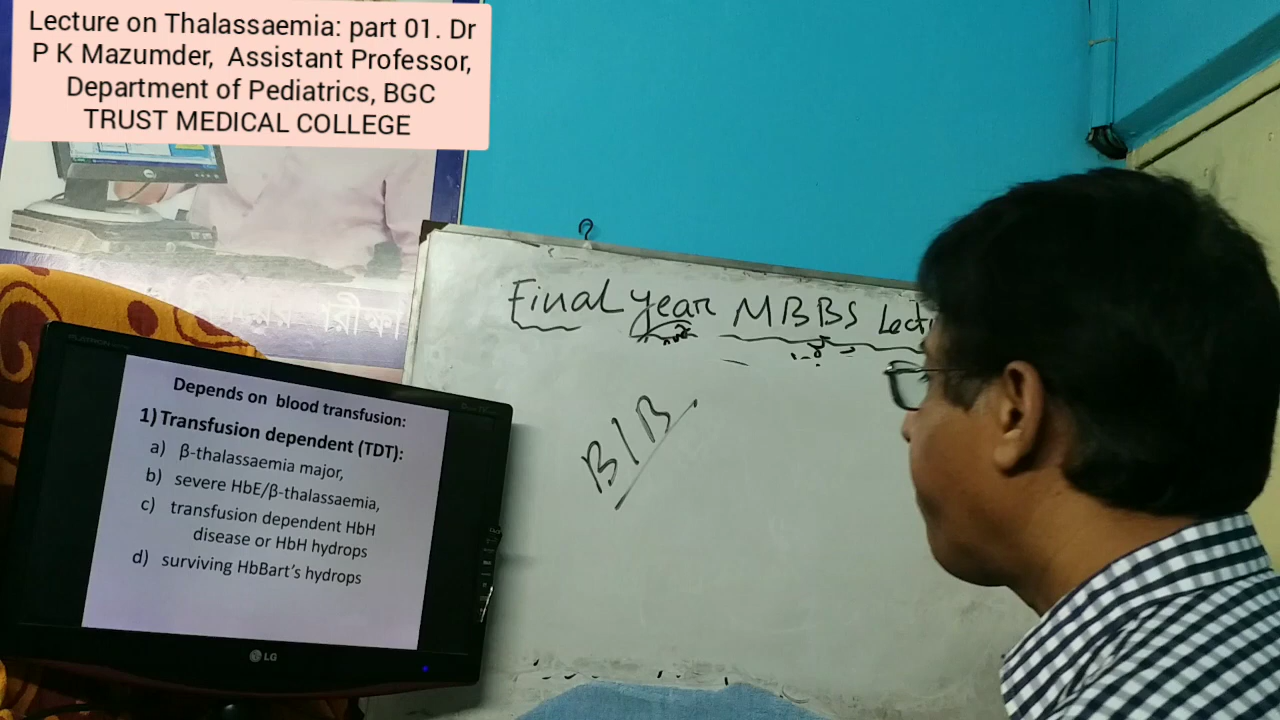 Lecture on Thalassaemia: part 01. Dr
P K Mazumder, Assistant Professor,
Department of Pediatrics, BGC
TRUST MEDICAL COLLEGE
Final year MBBS Lectu
B/B
Depends on blood transfusion:
1) Transfusion dependent (TDT):
a) β-thalassaemia major,
b) severe HbE/β-thalassaemia,
c) transfusion dependent HbH
disease or HbH hydrops
d) surviving HbBart's hydrops
LG